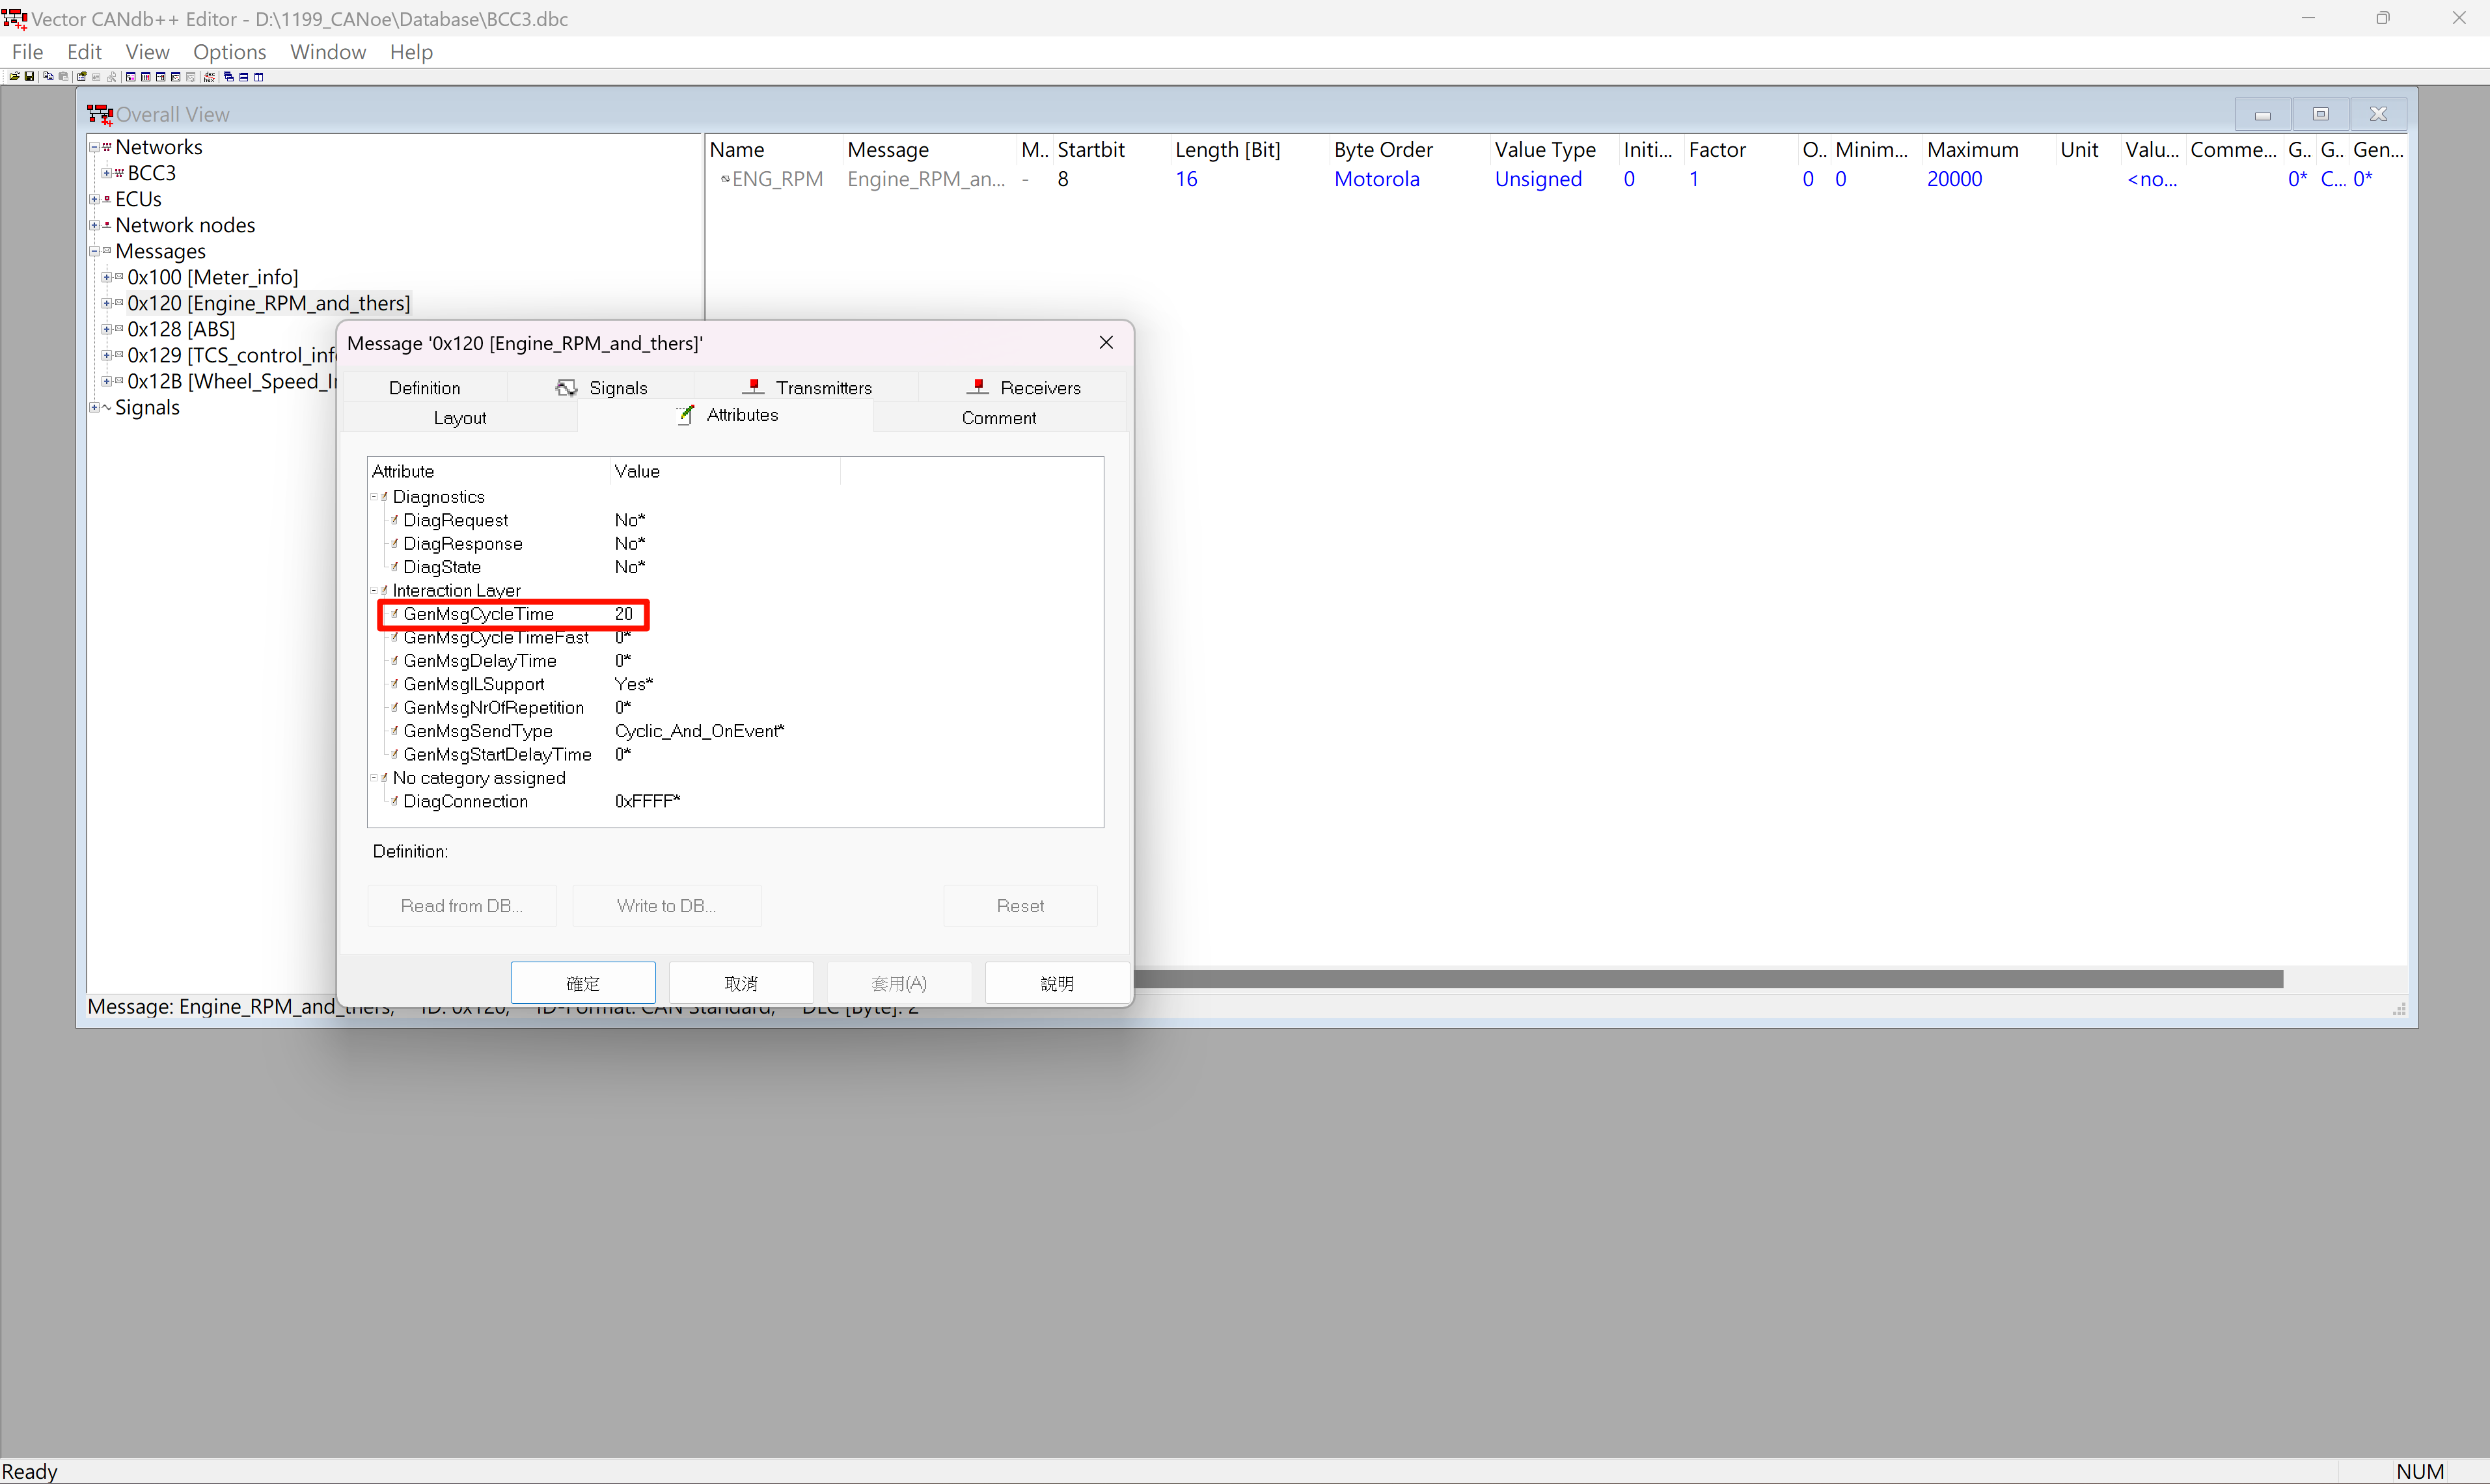 Vector CANdb++ Editor - D:\1199_CANoe\Database\BCC3.dbc
File Edit View Options Window Help
Overall View
Networks
BCC3
ECUs
Network nodes
Messages
0x100 [Meter_info]
0x120 [Engine_RPM_and_thers]
0x128 [ABS]
0x129 [TCS_control_inf
0x12B [Wheel_Speed_I
Signals
Name Message M.. Startbit Length [Bit] Byte Order Value Type Initi... Factor O.. Minim... Maximum Unit Valu... Comme... G.. G.. Gen...
ENG_RPM Engine_RPM_an... - 8 16 Motorola Unsigned 0 1 0 0 20000 <no... 0* C... 0*
Message '0x120 [Engine_RPM_and_thers]'
Definition Signals Transmitters Receivers
Layout Attributes Comment
Attribute Value
Diagnostics
DiagRequest No*
DiagResponse No*
DiagState No*
Interaction Layer
GenMsgCycleTime 20
GenMsgCycleTimeFast 0*
GenMsgDelayTime 0*
GenMsgILSupport Yes*
GenMsgNrOfRepetition 0*
GenMsgSendType Cyclic_And_OnEvent*
GenMsgStartDelayTime 0*
No category assigned
DiagConnection 0xFFFF*
Definition:
Read from DB... Write to DB... Reset
確定 取消 套用(A) 說明
Message: Engine_RPM_and_thers, ID: 0x120, ID-Format: CAN Standard, DLC [Byte]: 2
Ready NUM